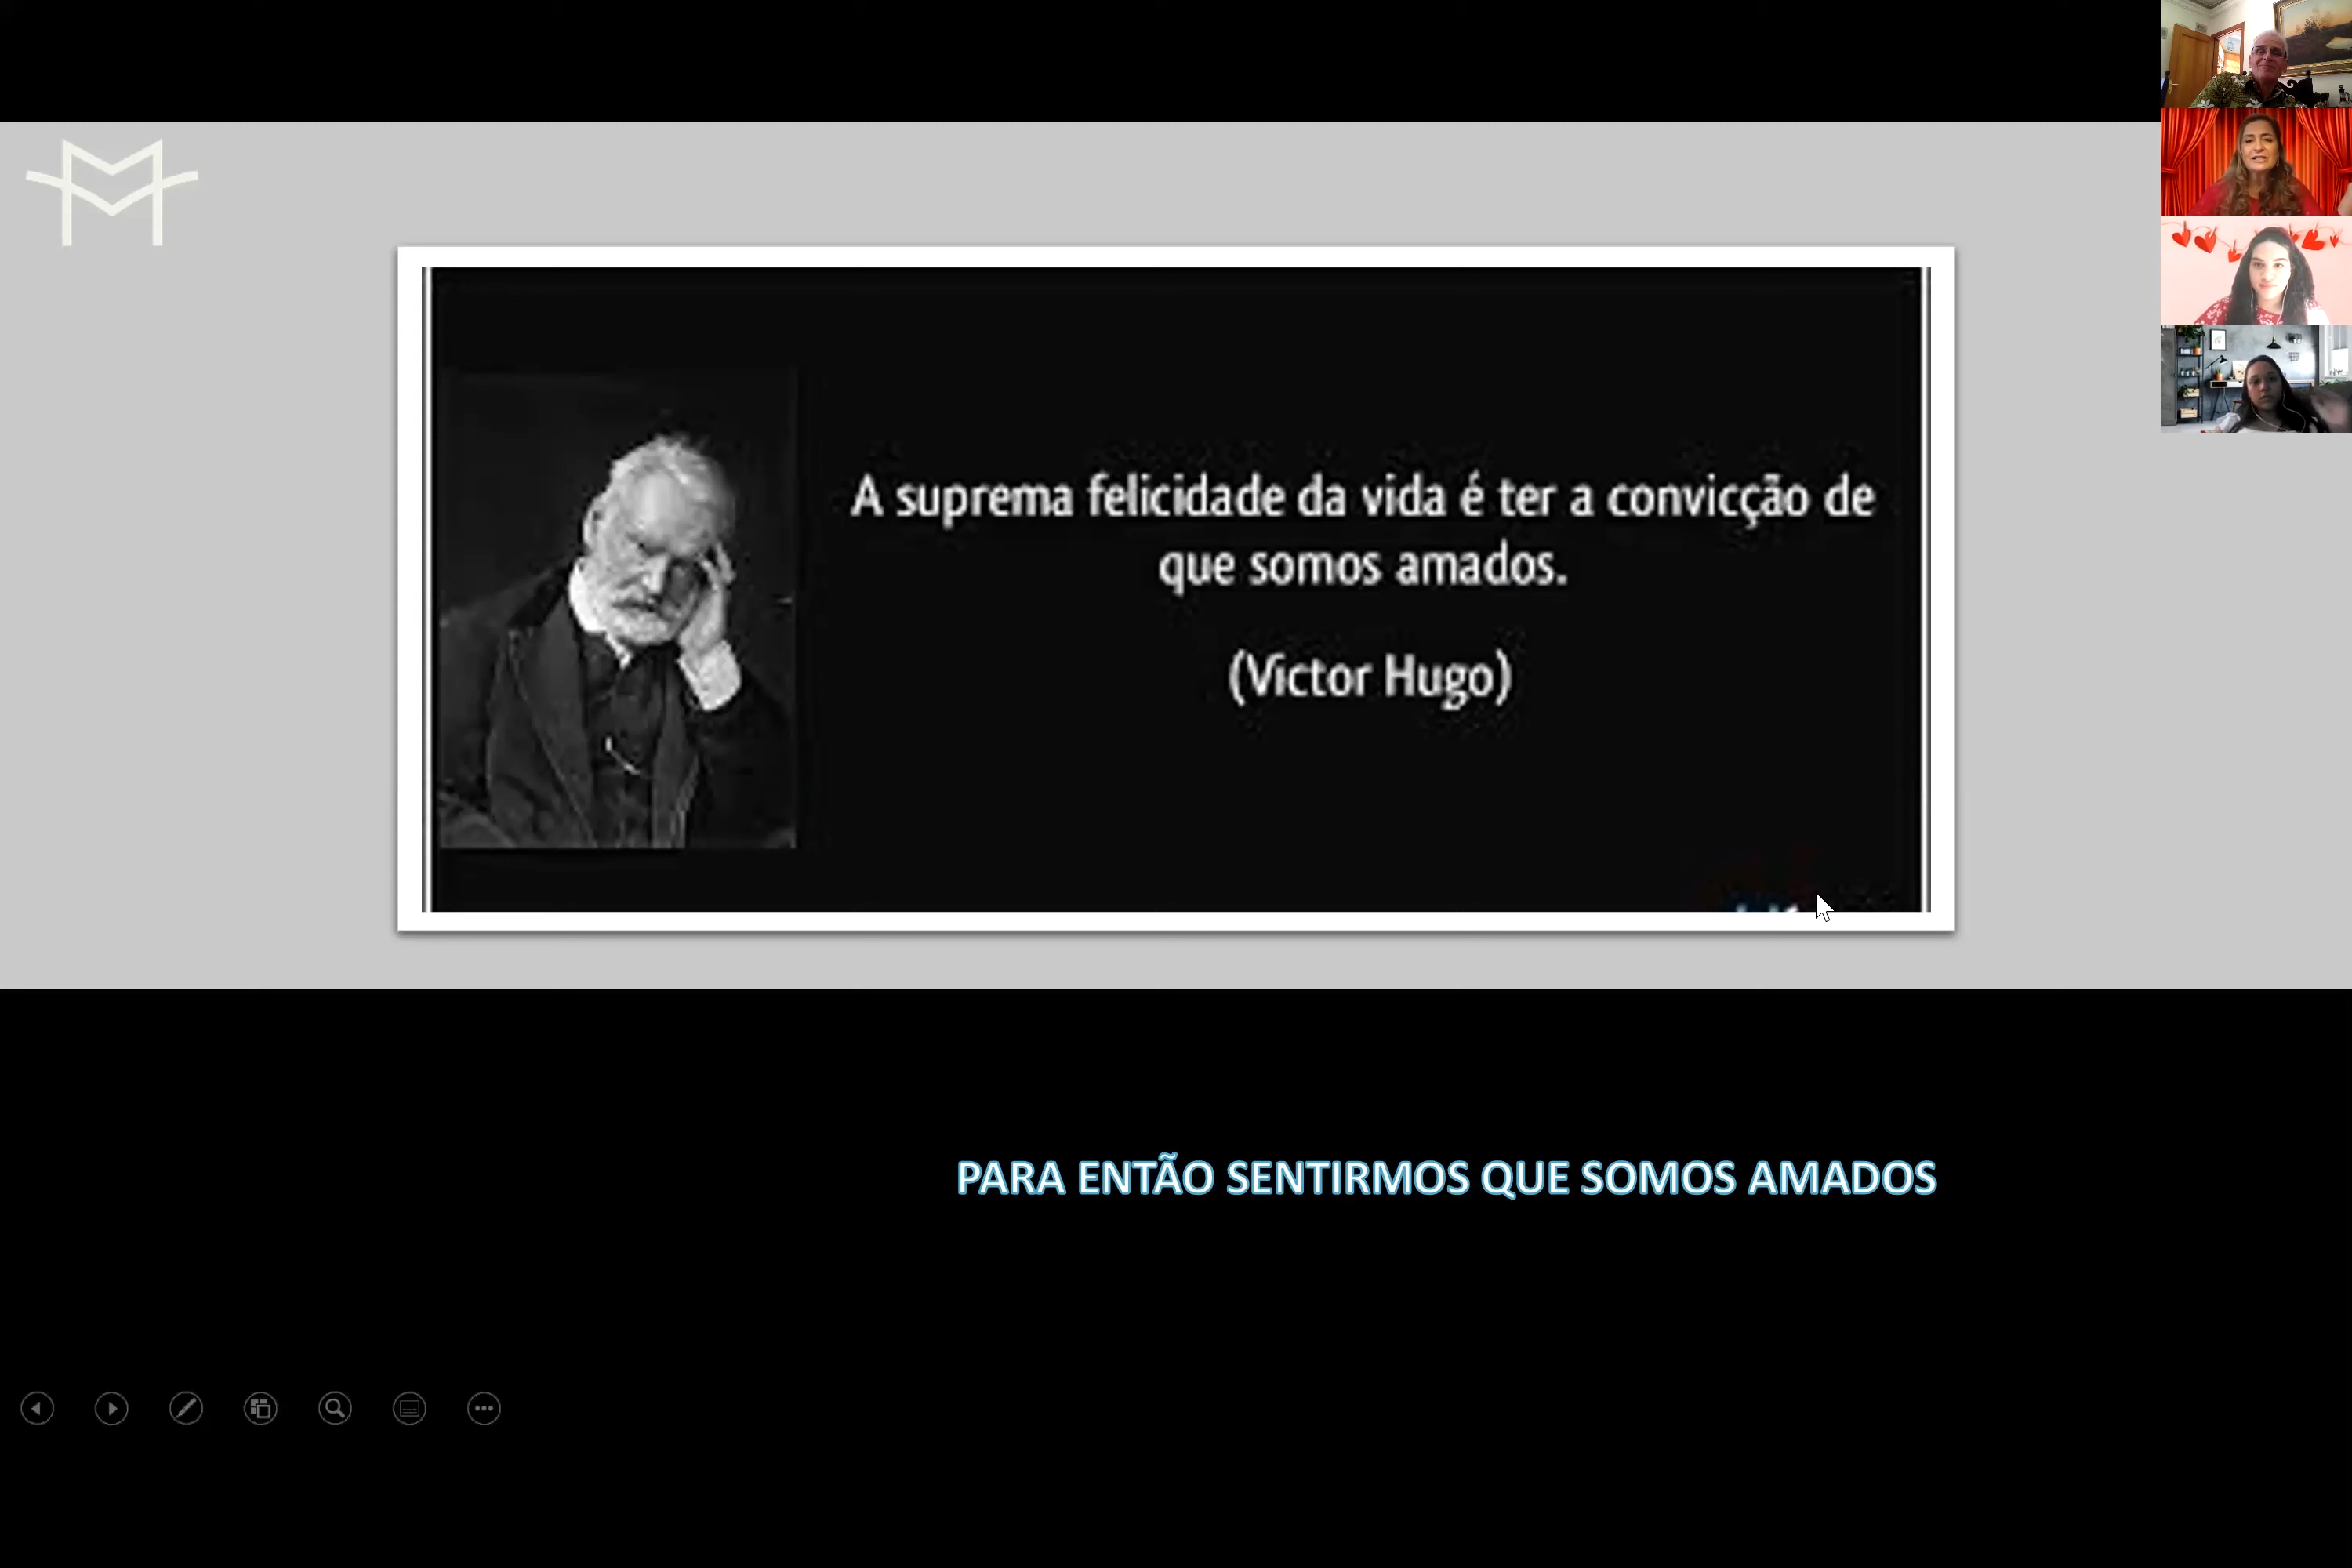 A suprema felicidade da vida é ter a convicção de
que somos amados.
(Victor Hugo)
PARA ENTÃO SENTIRMOS QUE SOMOS AMADOS